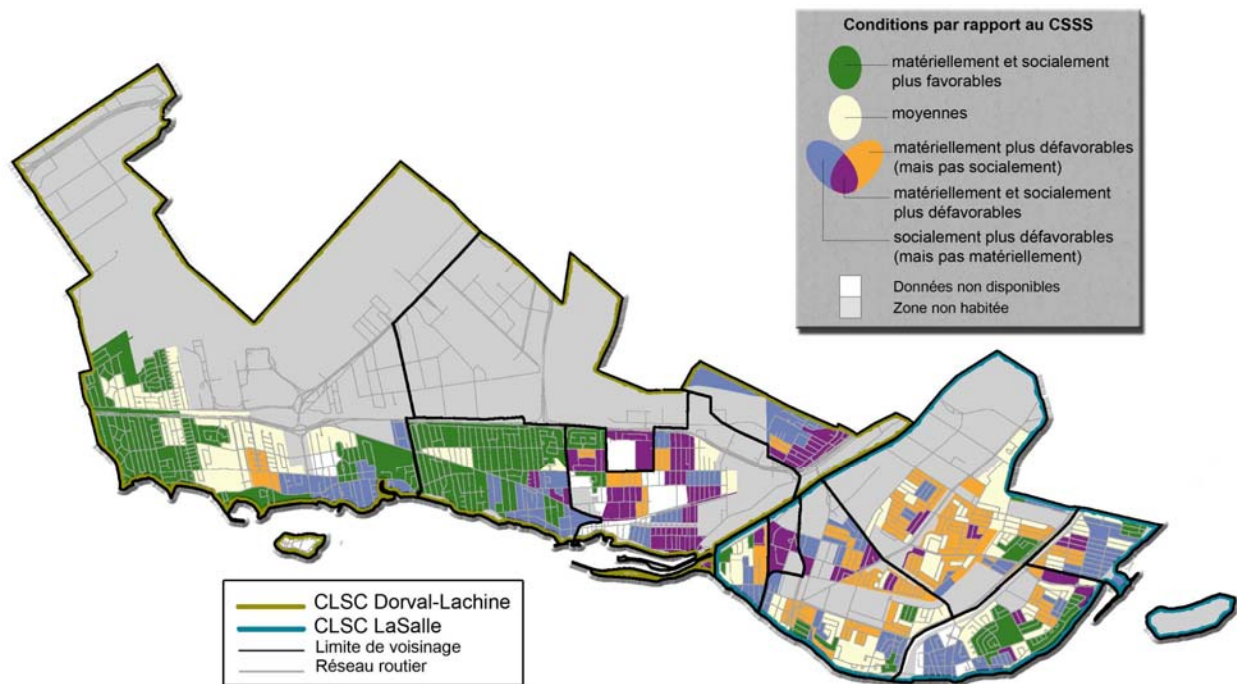 Conditions par rapport au CSSS
matériellement et socialement
plus favorables
moyennes
matériellement plus défavorables
(mais pas socialement)
matériellement et socialement
plus défavorables
socialement plus défavorables
(mais pas matériellement)
Données non disponibles
Zone non habitée
CLSC Dorval-Lachine
CLSC LaSalle
Limite de voisinage
Réseau routier